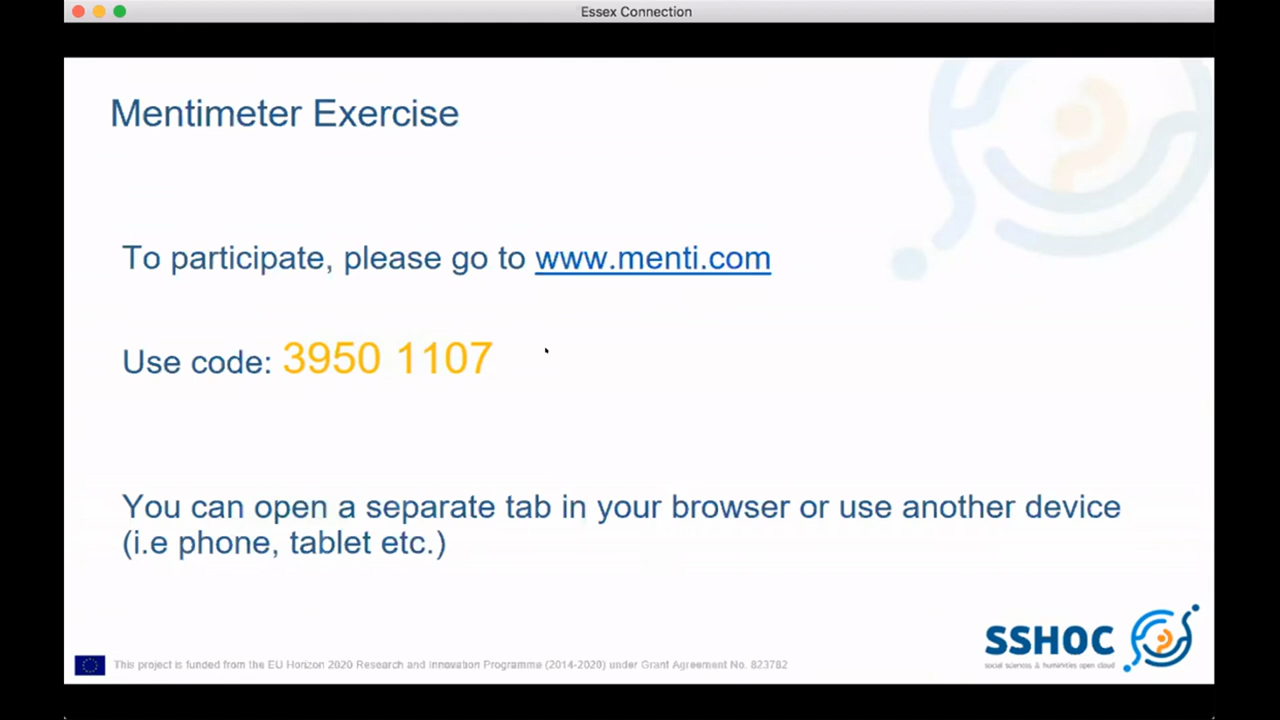 Essex Connection
Mentimeter Exercise
To participate, please go to www.menti.com
Use code: 3950 1107
You can open a separate tab in your browser or use another device
(i.e phone, tablet etc.)
SSHOC
social sciences & humanities open cloud
This project is funded from the EU Horizon 2020 Research and Innovation Programme (2014-2020) under Grant Agreement No. 823782